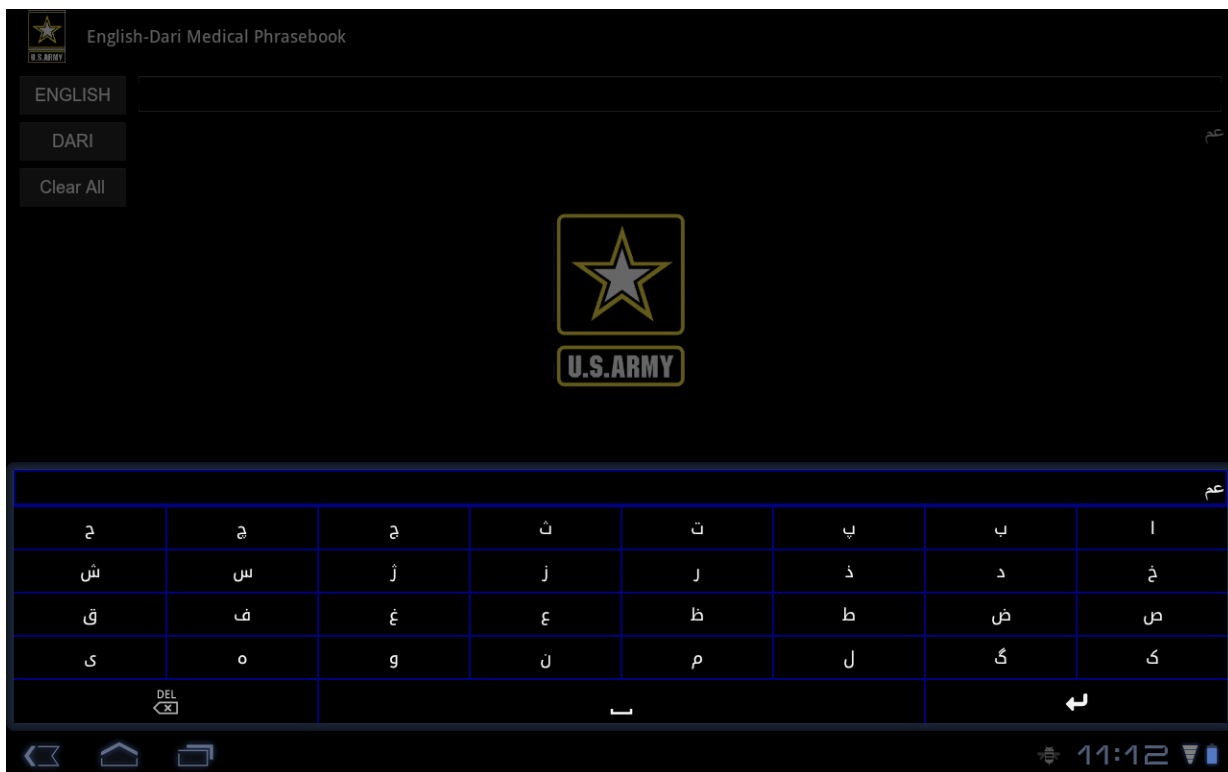 U.S.ARMY
English-Dari Medical Phrasebook
ENGLISH
DARI
عم
Clear All
U.S.ARMY
عم
ا ب پ ت ث ج چ ح
خ د ذ ر ز ژ س ش
ص ض ط ظ ع غ ف ق
ک گ ل م ن و ه ی
DEL
11:12